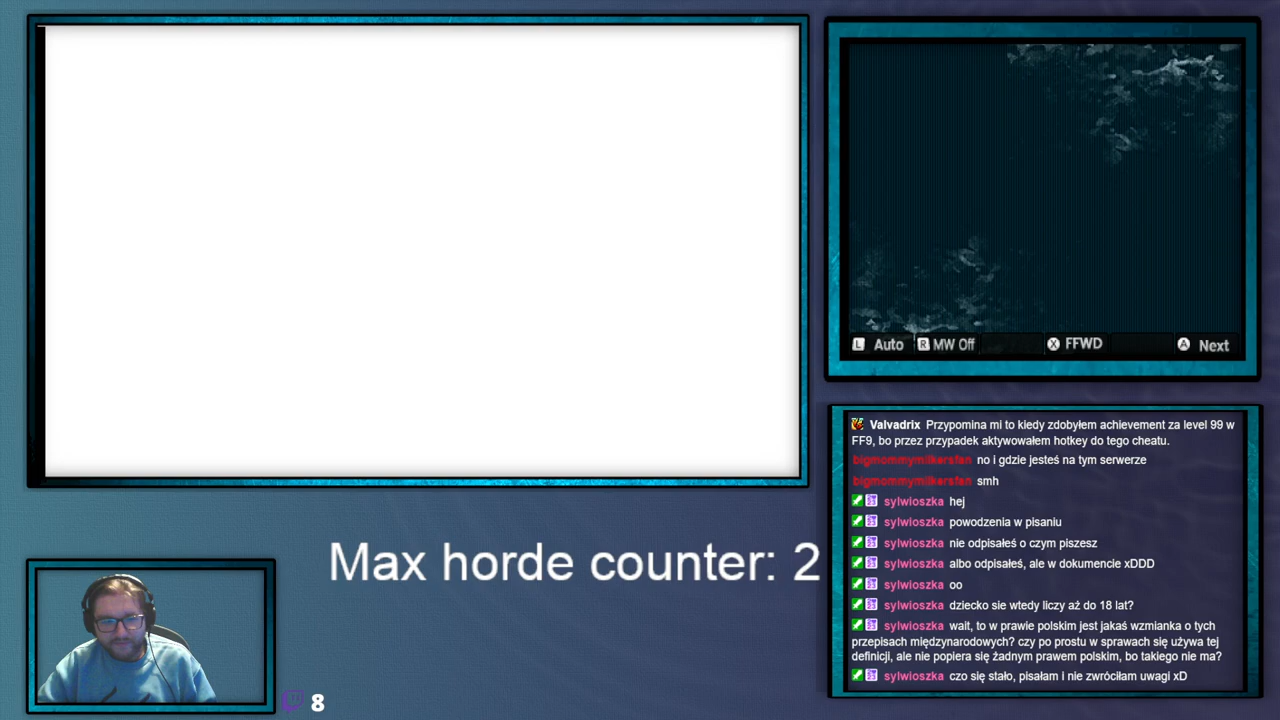 L Auto R MW Off X FFWD A Next
Valvadrix Przypomina mi to kiedy zdobyłem achievement za level 99 w
FF9, bo przez przypadek aktywowałem hotkey do tego cheatu.
bigmommymilkersfan no i gdzie jesteś na tym serwerze
bigmommymilkersfan smh
sylwioszka hej
sylwioszka powodzenia w pisaniu
sylwioszka nie odpisałeś o czym piszesz
sylwioszka albo odpisałeś, ale w dokumencie xDDD
sylwioszka oo
sylwioszka dziecko sie wtedy liczy aż do 18 lat?
sylwioszka wait, to w prawie polskim jest jakaś wzmianka o tych
przepisach międzynarodowych? czy po prostu w sprawach się używa tej
definicji, ale nie popiera się żadnym prawem polskim, bo takiego nie ma?
sylwioszka czo się stało, pisałam i nie zwróciłam uwagi xD
Max horde counter: 2
8